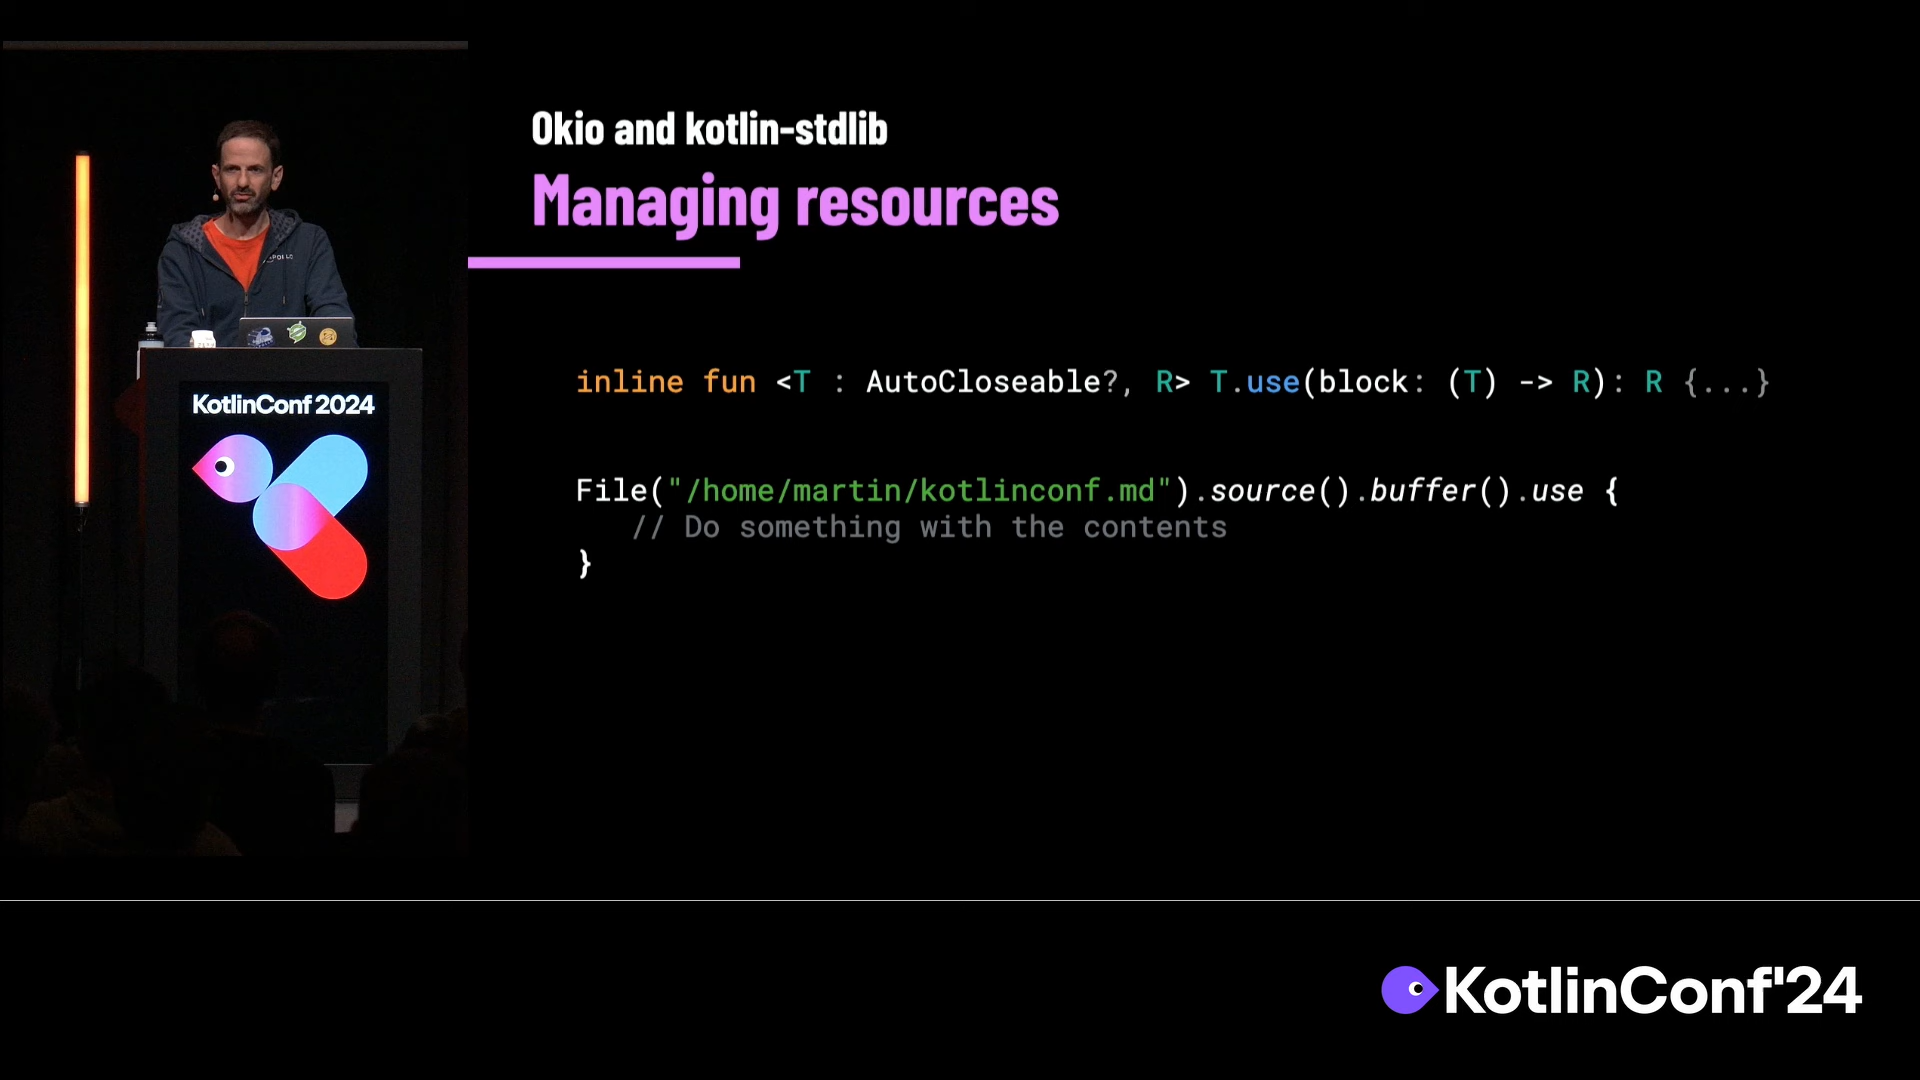 Okio and kotlin-stdlib
Managing resources
inline fun <T : AutoCloseable?, R> T.use(block: (T) -> R): R {...}
File("/home/martin/kotlinconf.md").source().buffer().use {
// Do something with the contents
}
APOLLO
KotlinConf 2024
KotlinConf'24